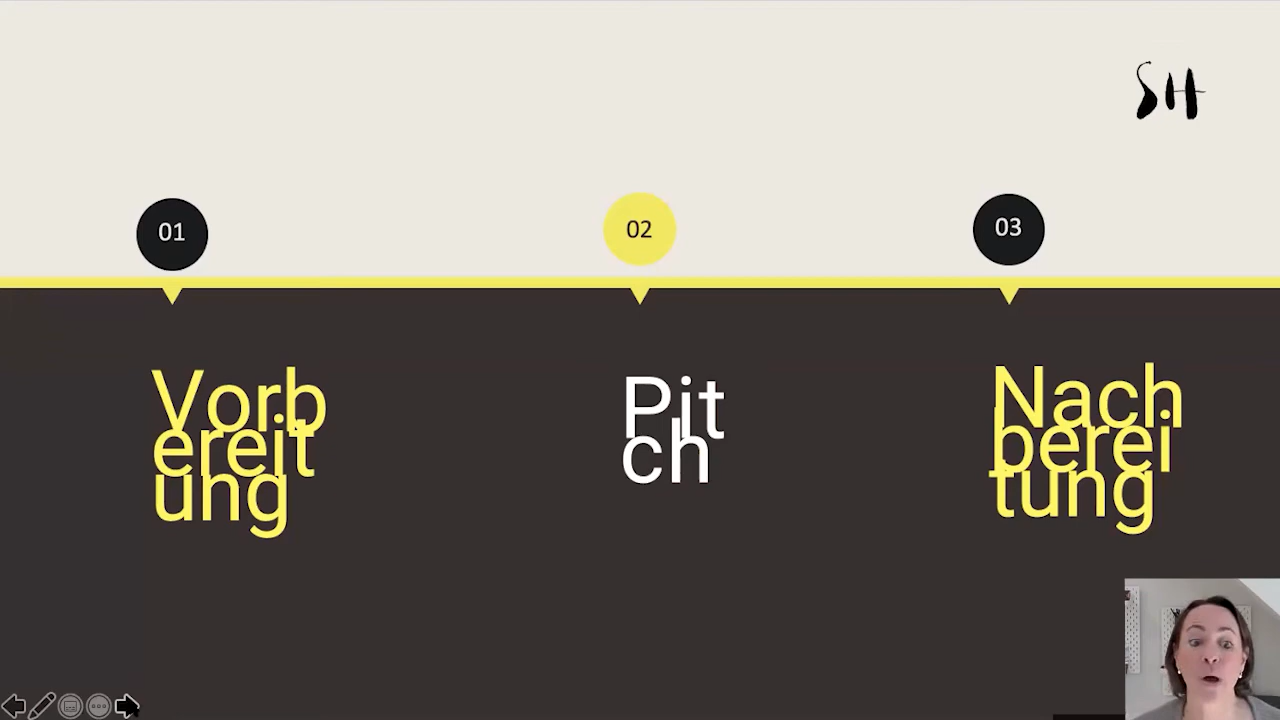 SH
01
02
03
Vorb
ereit
ung
Pit
ch
Nach
berei
tung